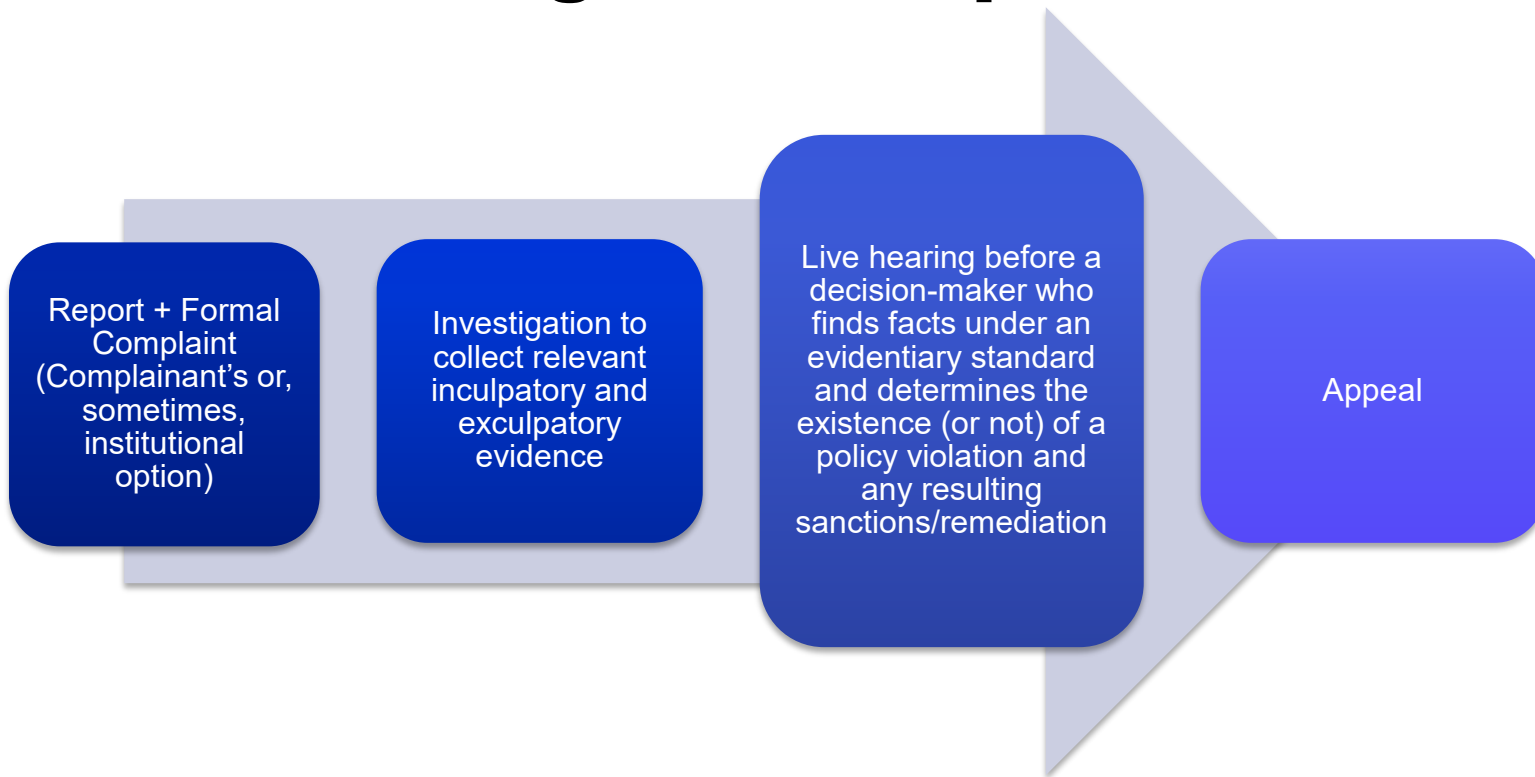 Report + Formal
Complaint
(Complainant’s or,
sometimes,
institutional
option)
Investigation to
collect relevant
inculpatory and
exculpatory
evidence
Live hearing before a
decision-maker who
finds facts under an
evidentiary standard
and determines the
existence (or not) of a
policy violation and
any resulting
sanctions/remediation
Appeal